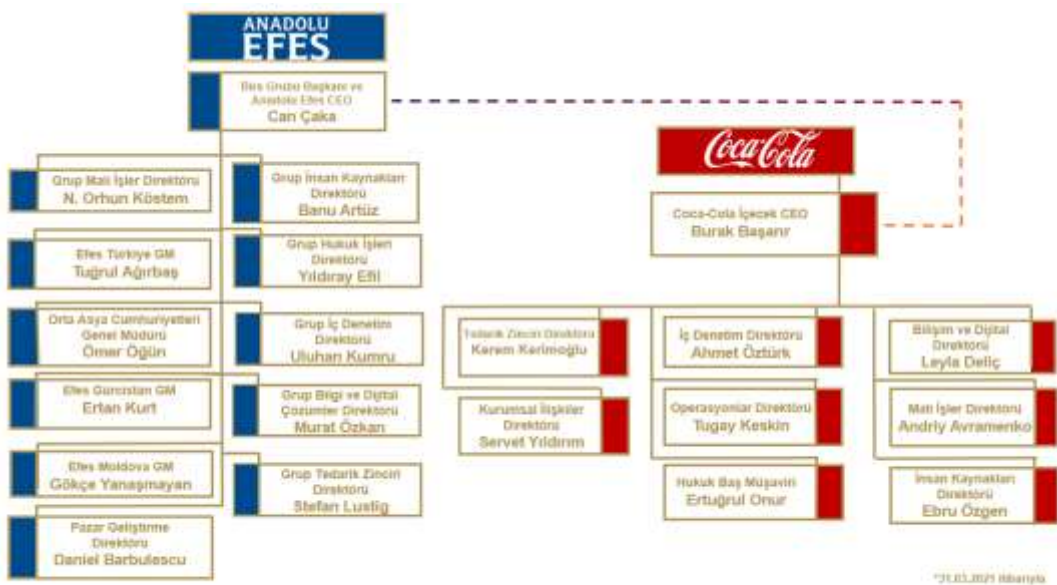 ANADOLU
EFES
Bira Grubu Başkanı ve
Anadolu Efes CEO
Can Çaka
Grup Mali İşler Direktörü
N. Orhun Köstem
Grup İnsan Kaynakları
Direktörü
Banu Artüz
Efes Türkiye GM
Tuğrul Ağırbaş
Grup Hukuk İşleri
Direktörü
Yıldıray Efil
Orta Asya Cumhuriyetleri
Genel Müdürü
Ömer Öğün
Grup İç Denetim
Direktörü
Uluhan Kumru
Efes Gürcistan GM
Ertan Kurt
Grup Bilgi ve Dijital
Çözümler Direktörü
Murat Özkan
Efes Moldova GM
Gökçe Yanaşmayan
Grup Tedarik Zinciri
Direktörü
Stefan Lustig
Pazar Geliştirme
Direktörü
Daniel Barbulescu
Coca-Cola
Coca-Cola İçecek CEO
Burak Başarır
Tedarik Zinciri Direktörü
Kerem Kerimoğlu
İç Denetim Direktörü
Ahmet Öztürk
Bilişim ve Dijital
Direktörü
Leyla Deliç
Kurumsal İlişkiler
Direktörü
Servet Yıldırım
Operasyonlar Direktörü
Tugay Keskin
Mali İşler Direktörü
Andriy Avramenko
Hukuk Baş Müşaviri
Ertuğrul Onur
İnsan Kaynakları
Direktörü
Ebru Özgen
*31.03.2021 itibarıyla